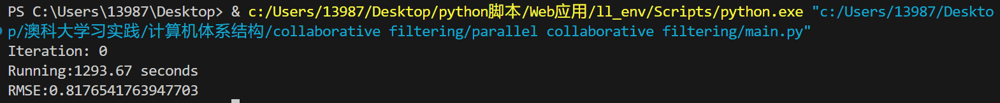 PS C:\Users\13987\Desktop> & c:/Users/13987/Desktop/python脚本/Web应用/ll_env/Scripts/python.exe "c:/Users/13987/Deskto
p/澳科大学习实践/计算机体系结构/collaborative filtering/parallel collaborative filtering/main.py"
Iteration: 0
Running:1293.67 seconds
RMSE:0.8176541763947703